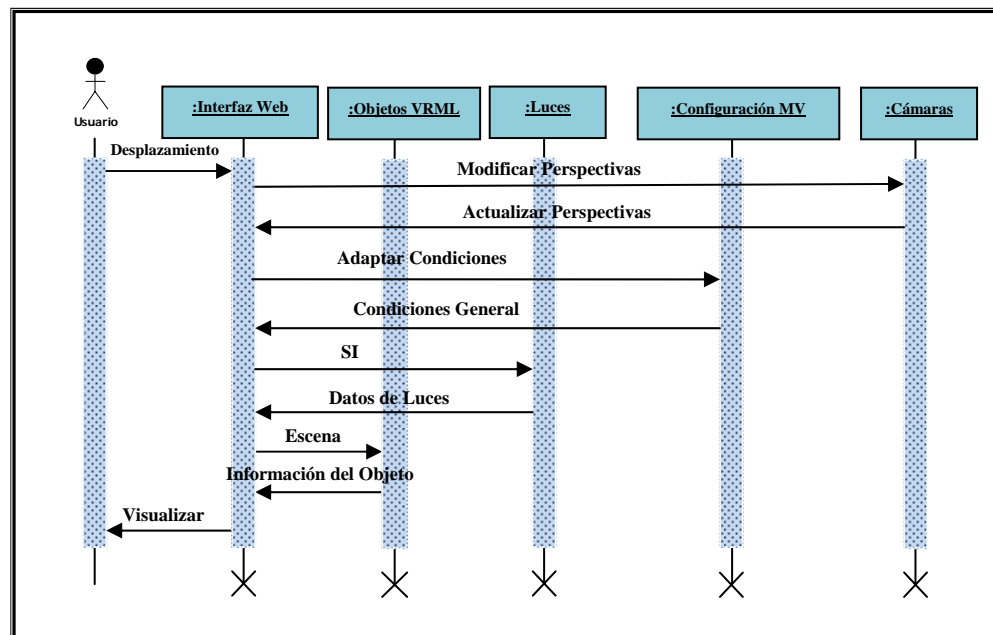 :Interfaz Web
:Objetos VRML
:Luces
:Configuración MV
:Cámaras
Usuario
Desplazamiento
Modificar Perspectivas
Actualizar Perspectivas
Adaptar Condiciones
Condiciones General
SI
Datos de Luces
Escena
Información del Objeto
Visualizar